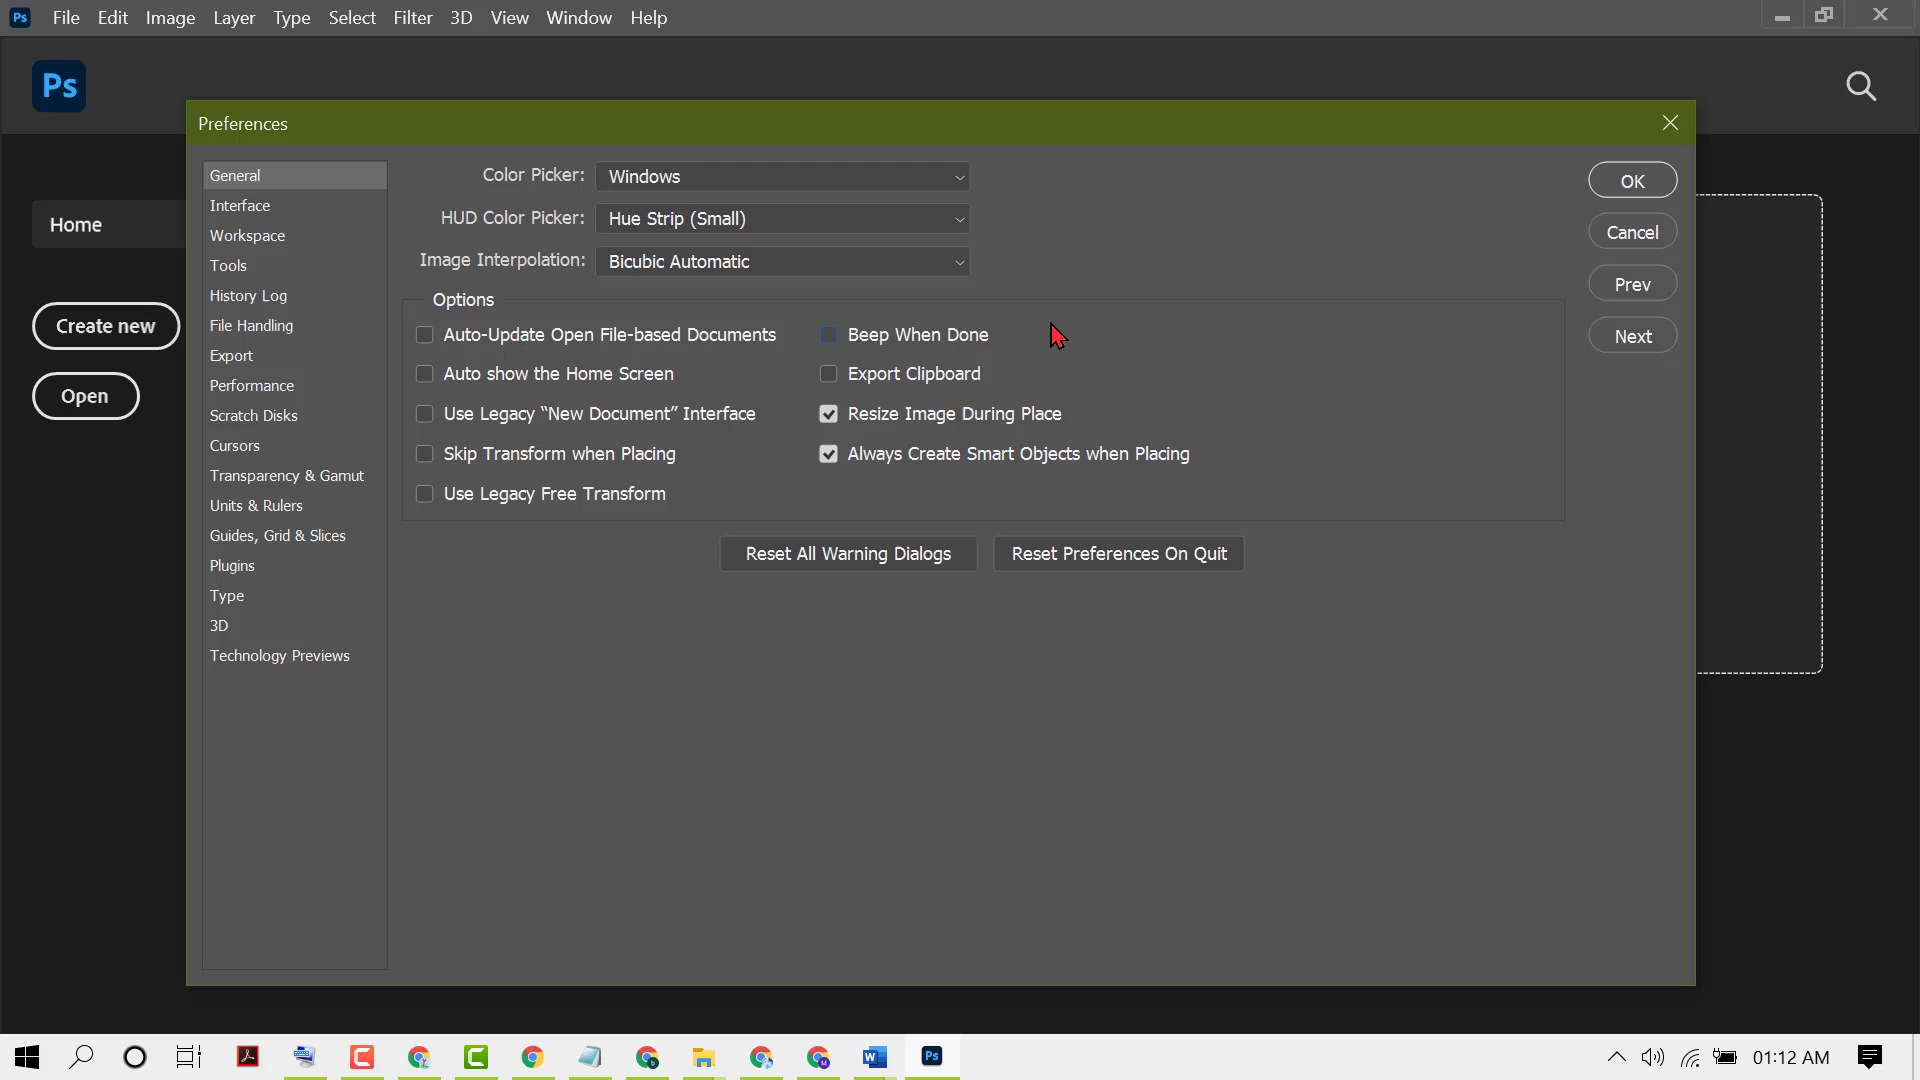 Ps File Edit Image Layer Type Select Filter 3D View Window Help
Ps
Preferences
Home
Create new
Open
General
Interface
Workspace
Tools
History Log
File Handling
Export
Performance
Scratch Disks
Cursors
Transparency & Gamut
Units & Rulers
Guides, Grid & Slices
Plugins
Type
3D
Technology Previews
Color Picker: Windows
HUD Color Picker: Hue Strip (Small)
Image Interpolation: Bicubic Automatic
Options
Auto-Update Open File-based Documents
Beep When Done
Auto show the Home Screen
Export Clipboard
Use Legacy “New Document” Interface
Resize Image During Place
Skip Transform when Placing
Always Create Smart Objects when Placing
Use Legacy Free Transform
Reset All Warning Dialogs
Reset Preferences On Quit
OK
Cancel
Prev
Next
W
Ps
01:12 AM